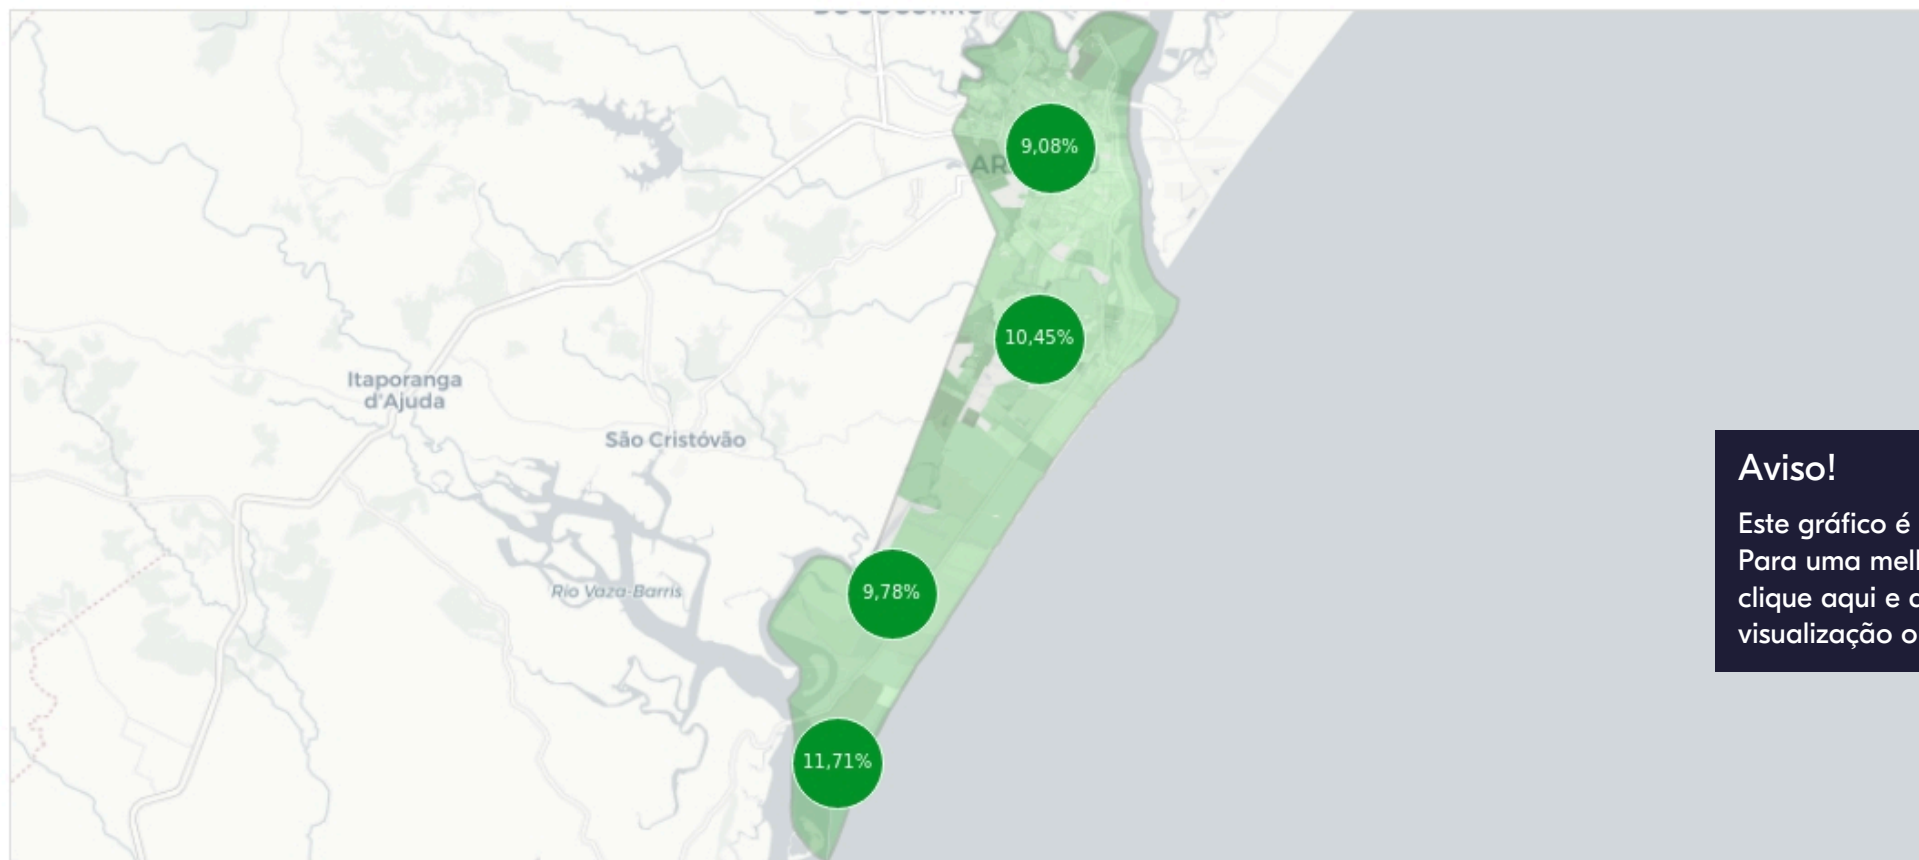 9,08%
10,45%
Itaporanga
d'Ajuda
São Cristóvão
Aviso!
Este gráfico é
Para uma
clique aqui e
visualização
9,78%
Rio Vaza-Barris
11,71%